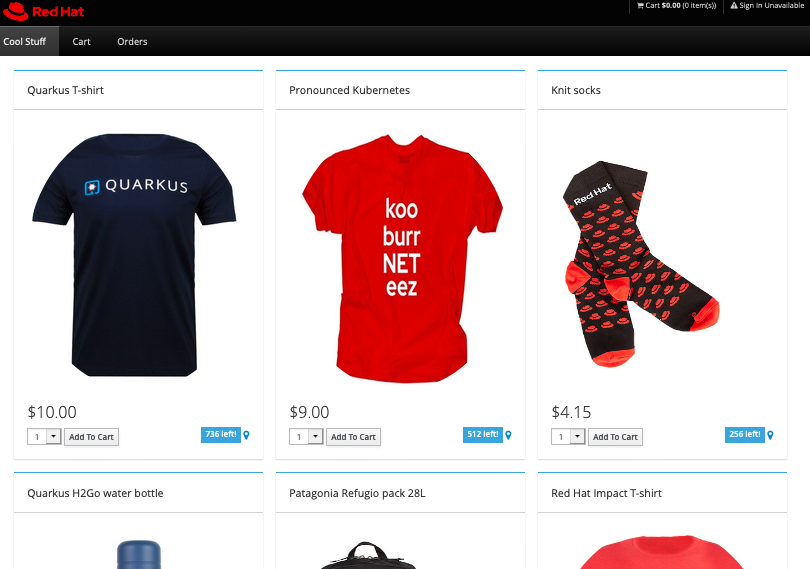 Red Hat
Cart $0.00 (0 item(s))
Sign In Unavailable
Cool Stuff
Cart
Orders
Quarkus T-shirt
Pronounced Kubernetes
Knit socks
QUARKUS
koo
burr
NET
eez
Red Hat
$10.00
$9.00
$4.15
1
Add To Cart
736 left!
1
Add To Cart
512 left!
1
Add To Cart
256 left!
Quarkus H2Go water bottle
Patagonia Refugio pack 28L
Red Hat Impact T-shirt